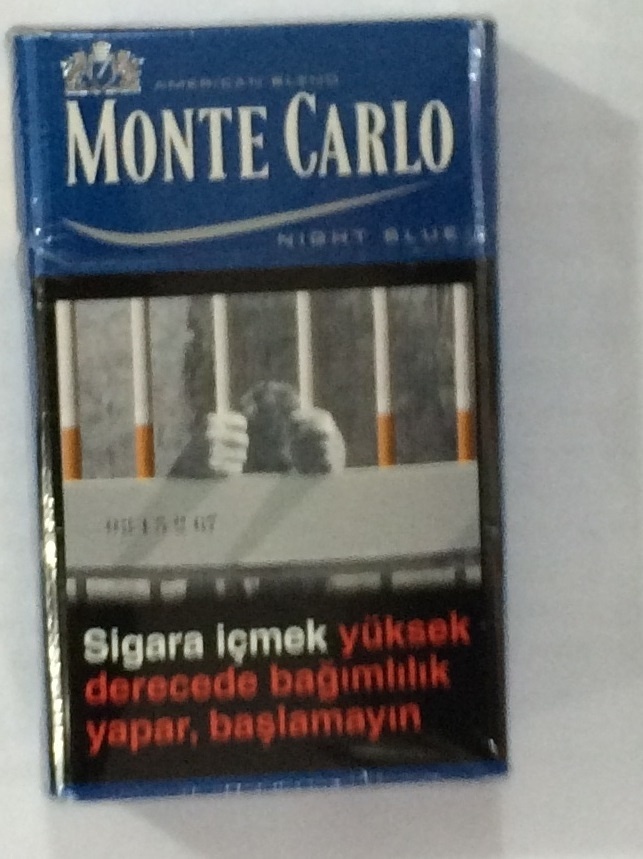 AMERICAN BLEND
MONTE CARLO
NIGHT BLUE
Sigara içmek yüksek
derecede bağımlılık
yapar, başlamayın